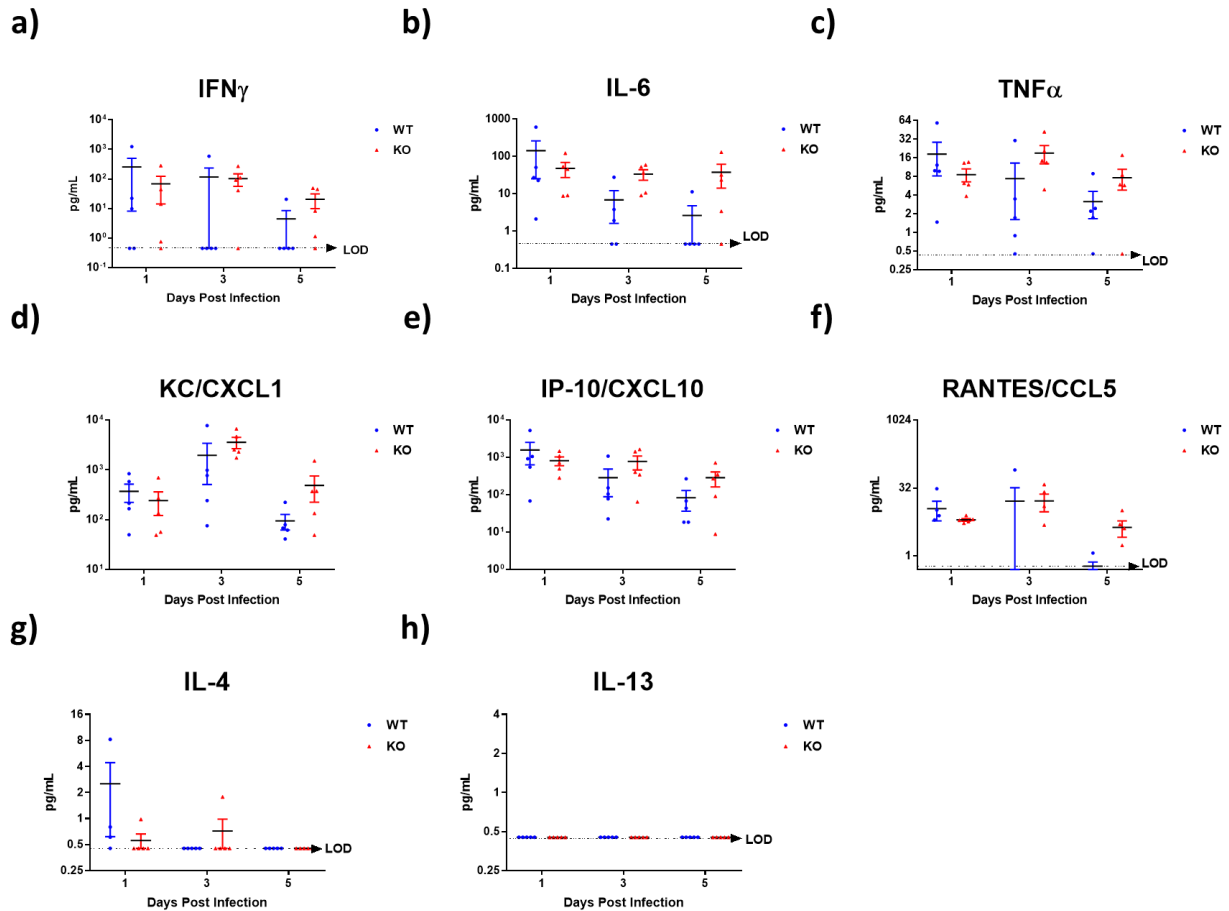 a)
b)
c)
IFNγ
IL-6
TNFα
10⁴
10³
10²
10¹
10⁰
10⁻¹
pg/mL
WT
KO
LOD
1 3 5
Days Post Infection
1000
100
10
1
0.1
pg/mL
WT
KO
LOD
1 3 5
Days Post Infection
64
32
16
8
4
2
1
0.5
0.25
pg/mL
WT
KO
LOD
1 3 5
Days Post Infection
d)
e)
f)
KC/CXCL1
IP-10/CXCL10
RANTES/CCL5
10⁴
10³
10²
10¹
pg/mL
WT
KO
1 3 5
Days Post Infection
10⁴
10³
10²
10¹
10⁰
pg/mL
WT
KO
1 3 5
Days Post Infection
1024
32
1
pg/mL
WT
KO
LOD
1 3 5
Days Post Infection
g)
h)
IL-4
IL-13
16
8
4
2
1
0.5
0.25
pg/mL
WT
KO
LOD
1 3 5
Days Post Infection
4
2
1
0.5
0.25
pg/mL
WT
KO
LOD
1 3 5
Days Post Infection